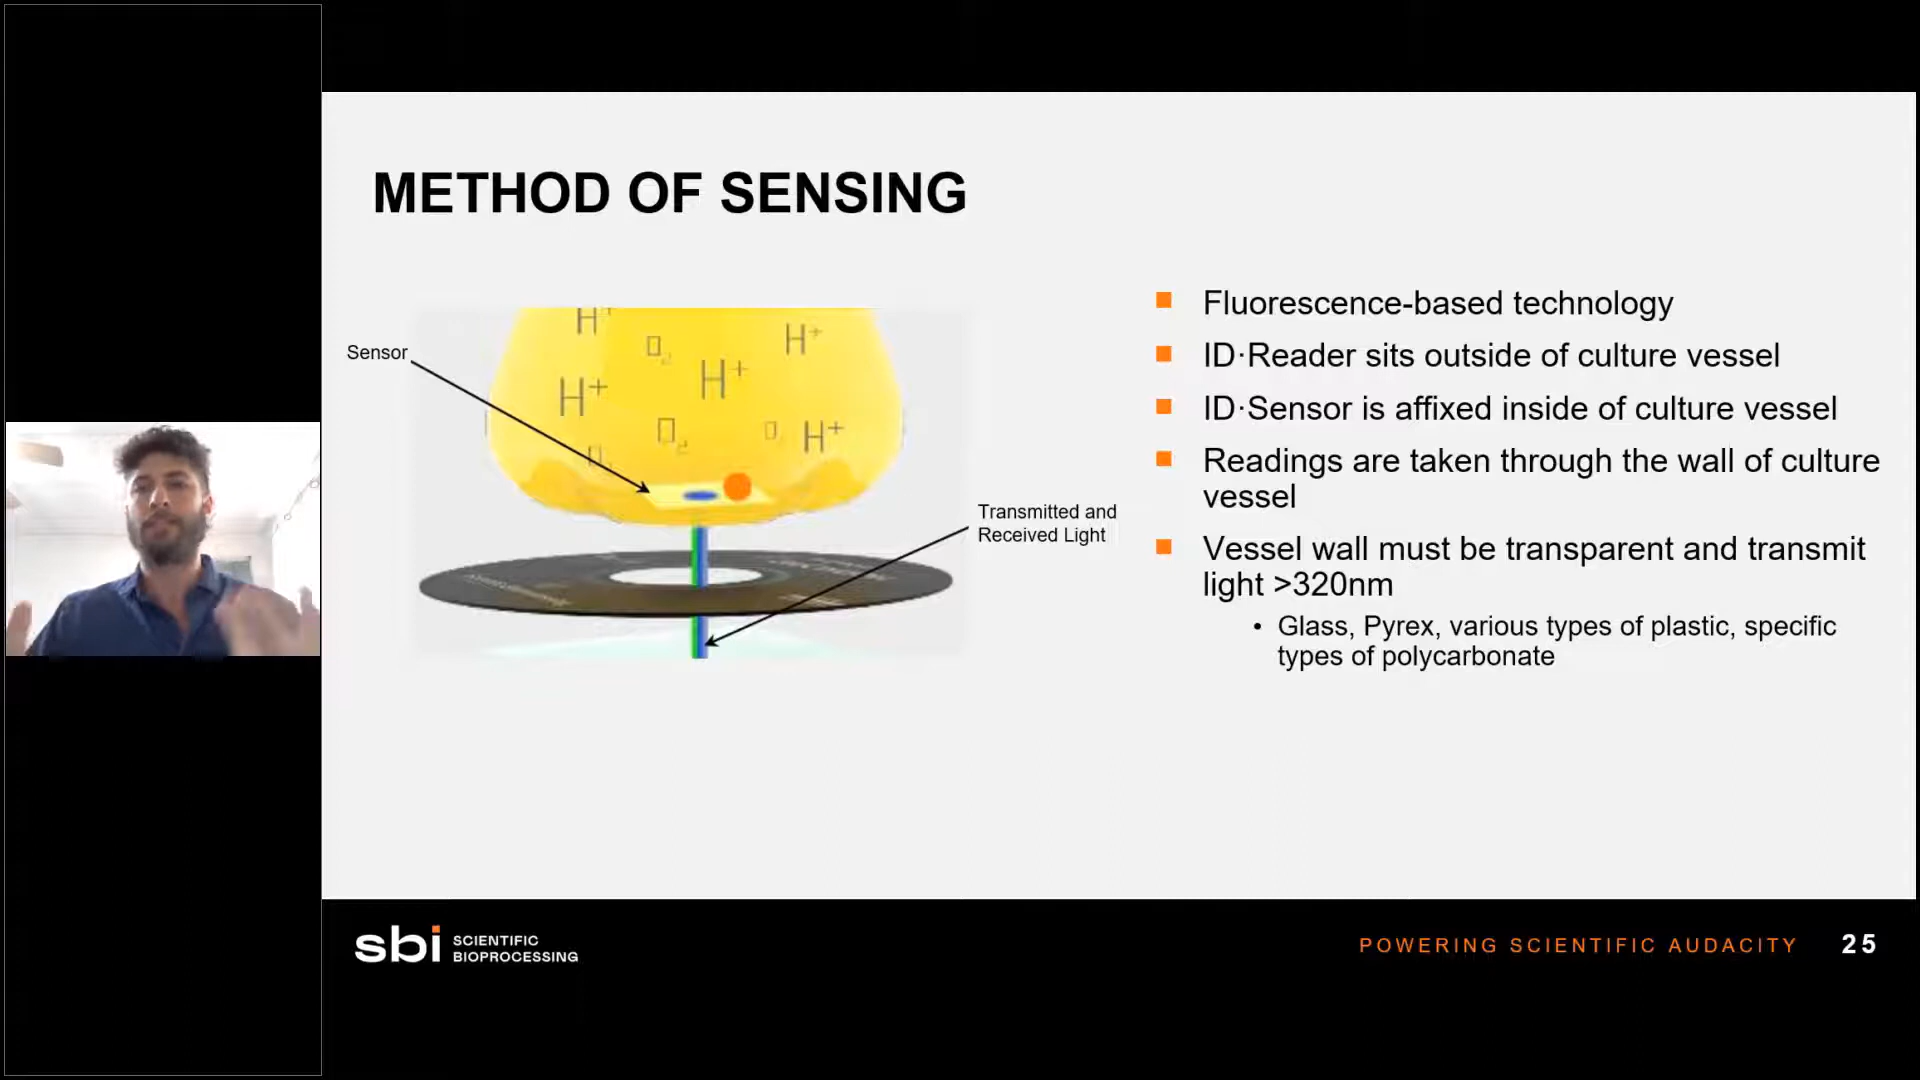 METHOD OF SENSING
Sensor
H+
H+
H+
H+
H+
Transmitted and
Received Light
Fluorescence-based technology
ID·Reader sits outside of culture vessel
ID·Sensor is affixed inside of culture vessel
Readings are taken through the wall of culture
vessel
Vessel wall must be transparent and transmit
light >320nm
Glass, Pyrex, various types of plastic, specific
types of polycarbonate
sbi SCIENTIFIC
BIOPROCESSING
POWERING SCIENTIFIC AUDACITY 25